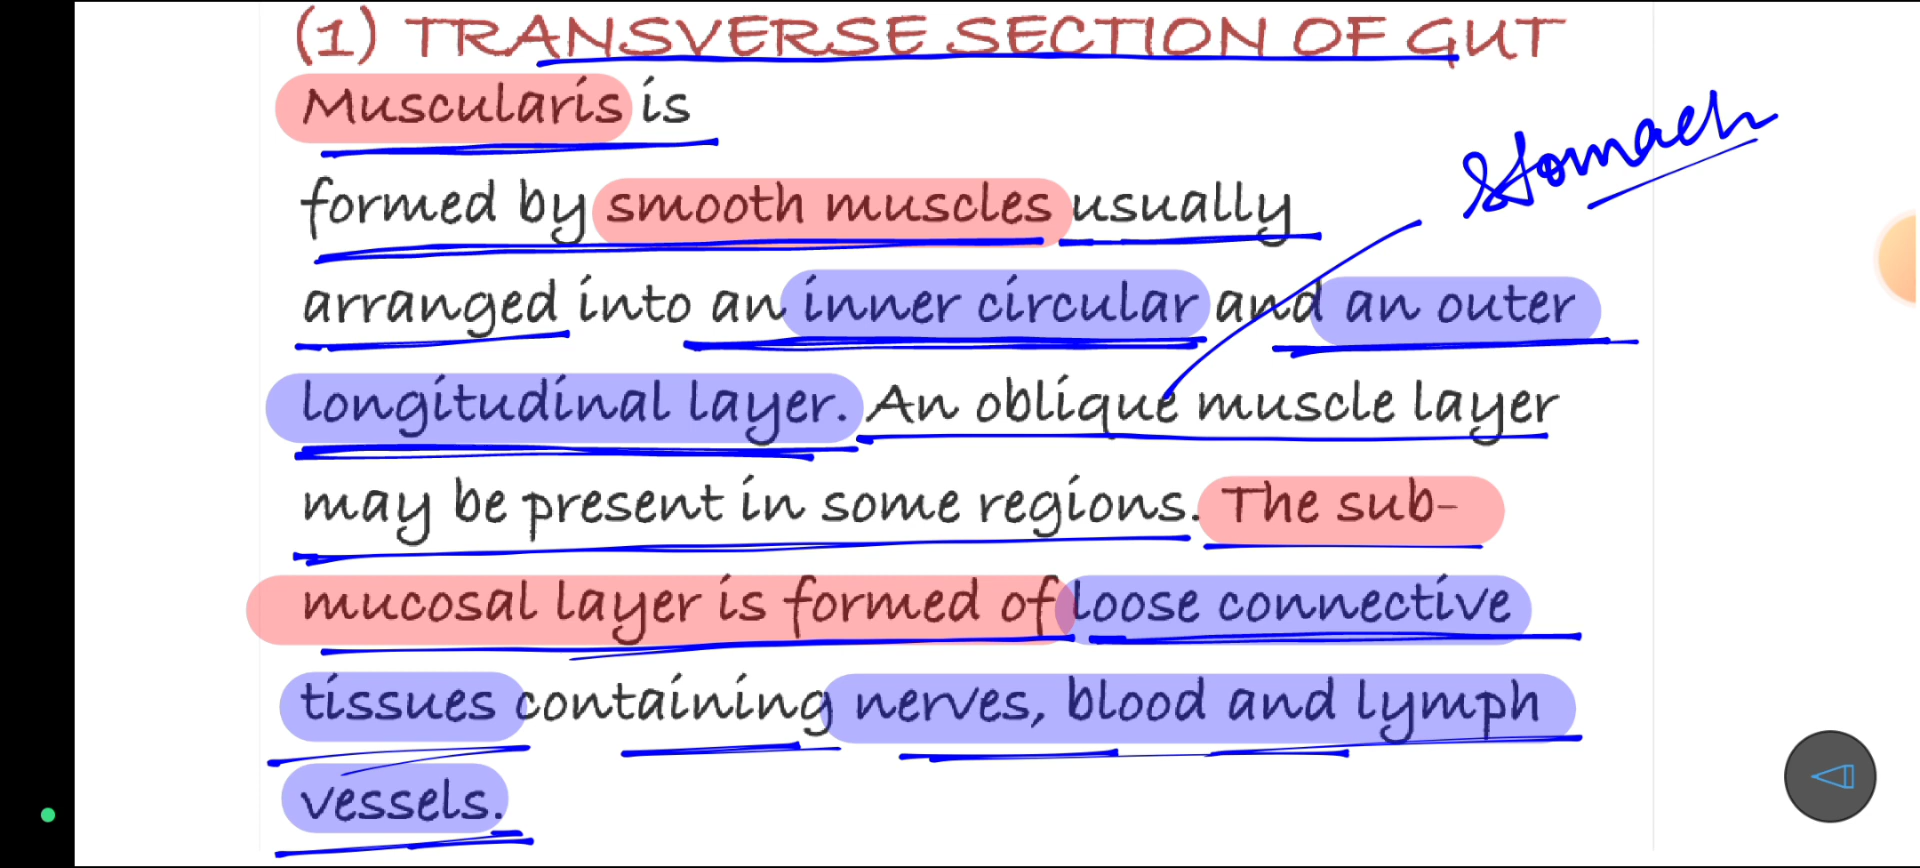 (1) TRANSVERSE SECTION OF GUT
Muscularis is
Stomach
formed by smooth muscles usually
arranged into an inner circular and an outer
longitudinal layer. An oblique muscle layer
may be present in some regions. The sub-
mucosal layer is formed of loose connective
tissues containing nerves, blood and lymph
vessels.